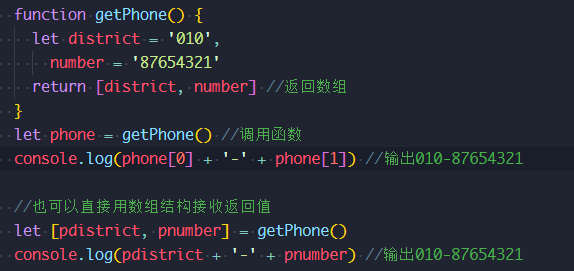 function getPhone() {
let district = '010',
number = '87654321'
return [district, number] //返回数组
}
let phone = getPhone() //调用函数
console.log(phone[0] + '-' + phone[1]) //输出010-87654321
//也可以直接用数组结构接收返回值
let [pdistrict, pnumber] = getPhone()
console.log(pdistrict + '-' + pnumber) //输出010-87654321